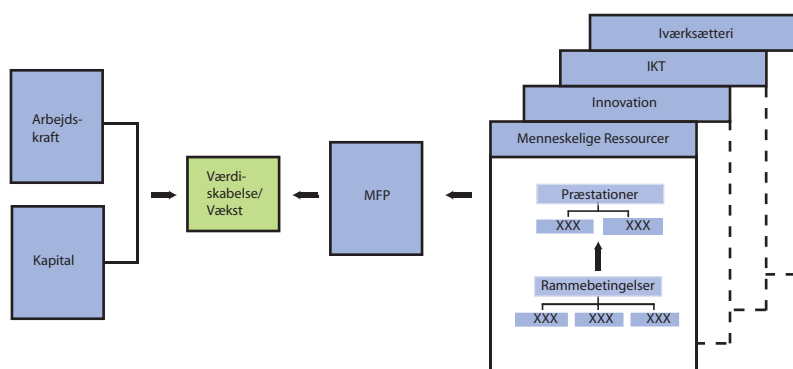 Arbejds-
kraft
Kapital
Værdi-
skabelse/
Vækst
MFP
Iværksætteri
IKT
Innovation
Menneskelige Ressourcer
Præstationer
XXX XXX
Rammebetingelser
XXX XXX XXX